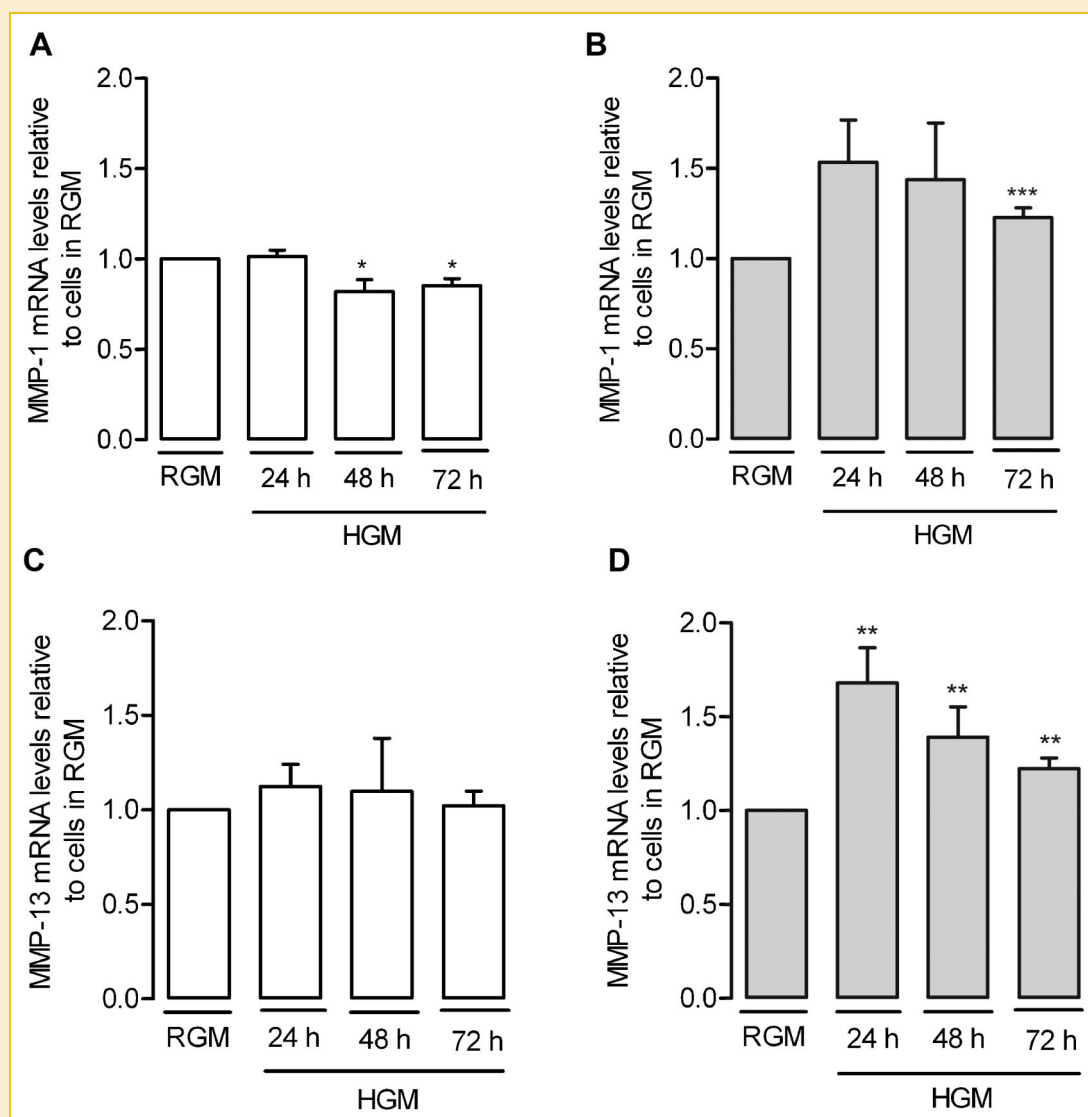 A
MMP-1 mRNA levels relative
to cells in RGM
2.0
1.5
1.0
0.5
0.0
*
*
RGM
24 h
48 h
72 h
HGM
B
MMP-1 mRNA levels relative
to cells in RGM
2.0
1.5
1.0
0.5
0.0
***
RGM
24 h
48 h
72 h
HGM
C
MMP-13 mRNA levels relative
to cells in RGM
2.0
1.5
1.0
0.5
0.0
RGM
24 h
48 h
72 h
HGM
D
MMP-13 mRNA levels relative
to cells in RGM
2.0
1.5
1.0
0.5
0.0
**
**
**
RGM
24 h
48 h
72 h
HGM